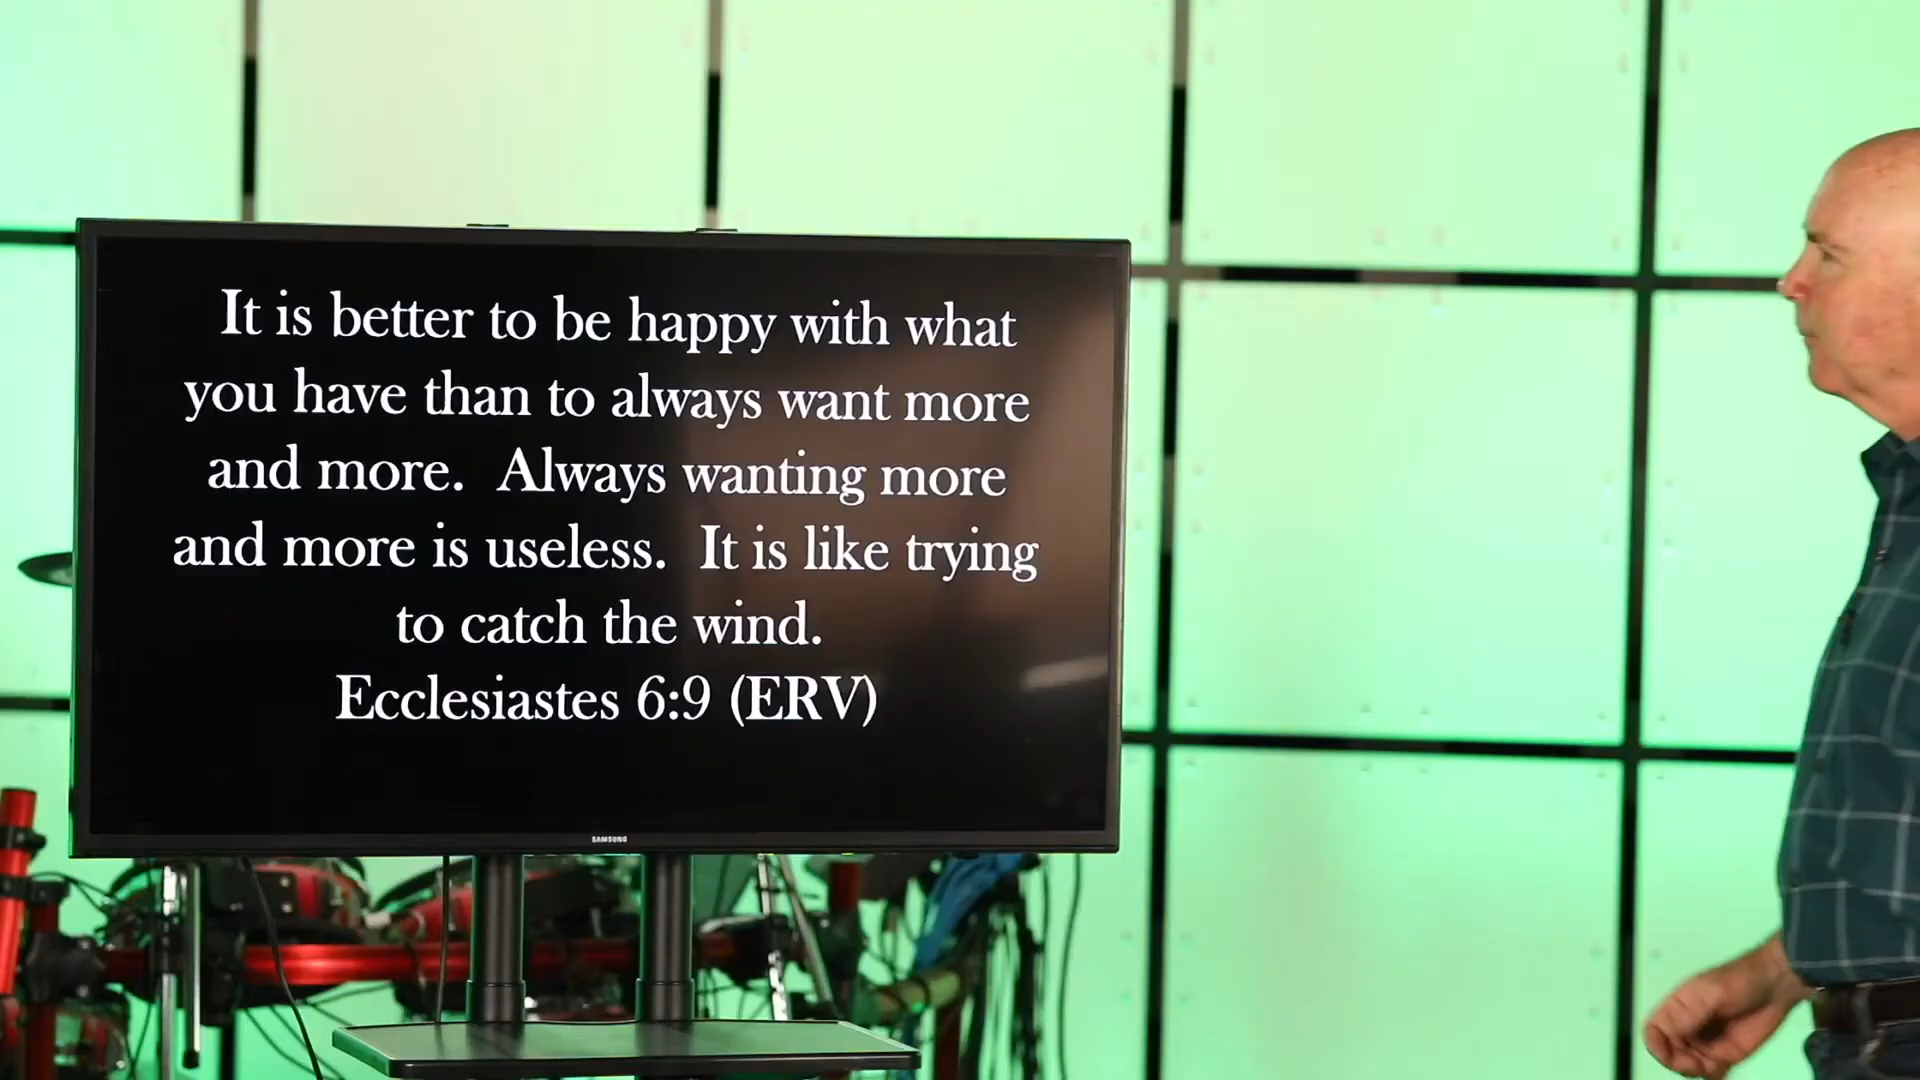 It is better to be happy with what
you have than to always want more
and more.  Always wanting more
and more is useless.  It is like trying
to catch the wind.
Ecclesiastes 6:9 (ERV)
SAMSUNG